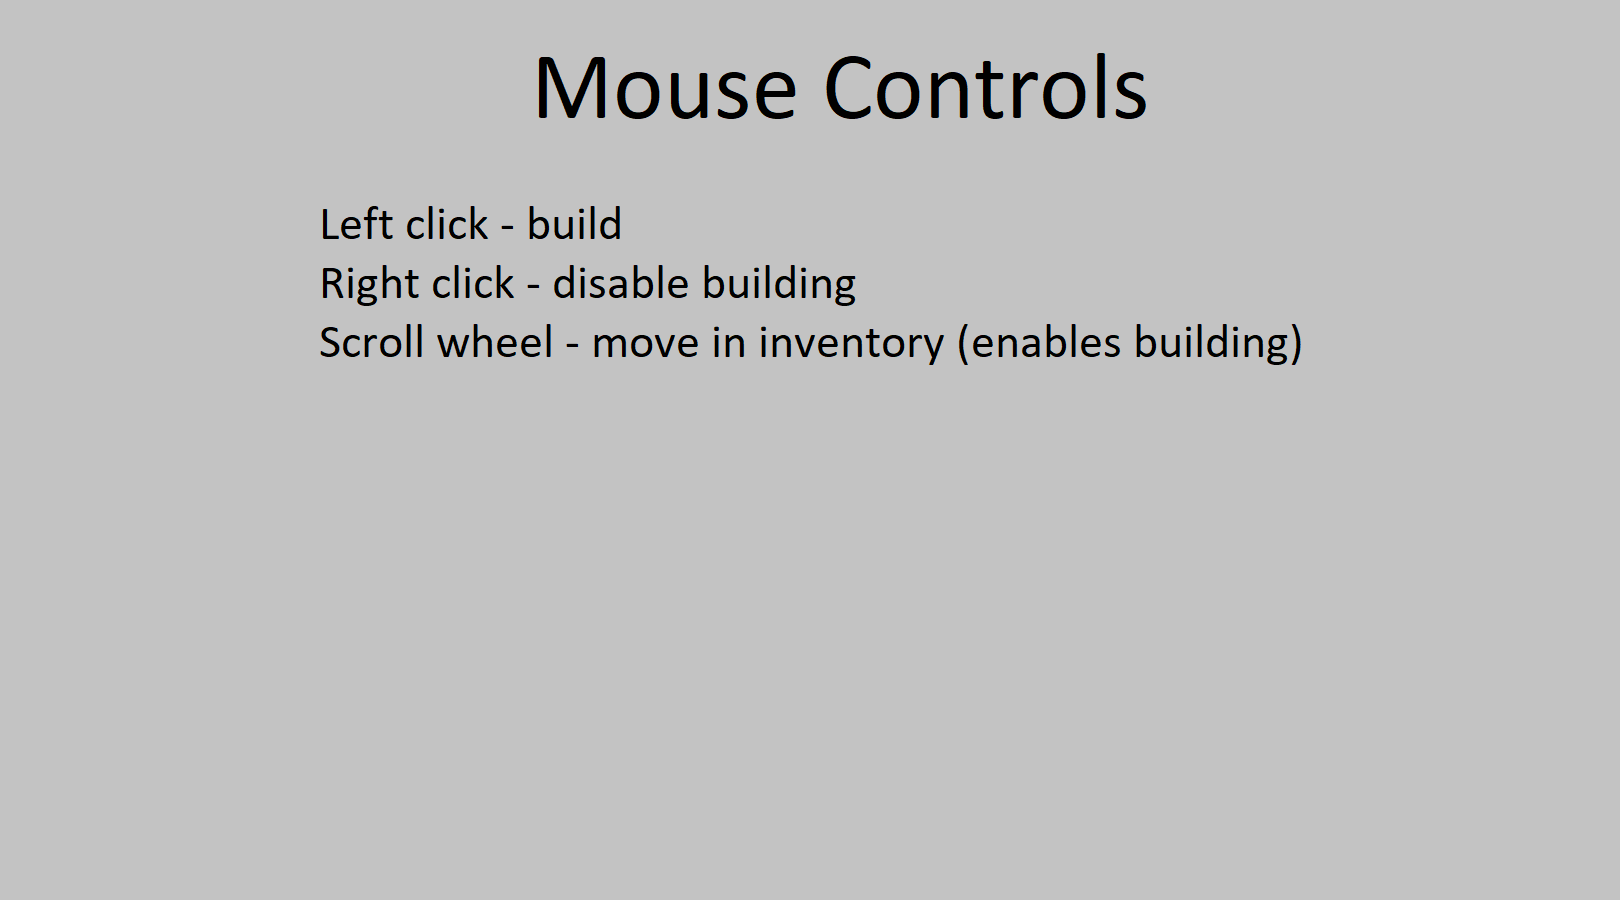 Mouse Controls
Left click - build
Right click - disable building
Scroll wheel - move in inventory (enables building)